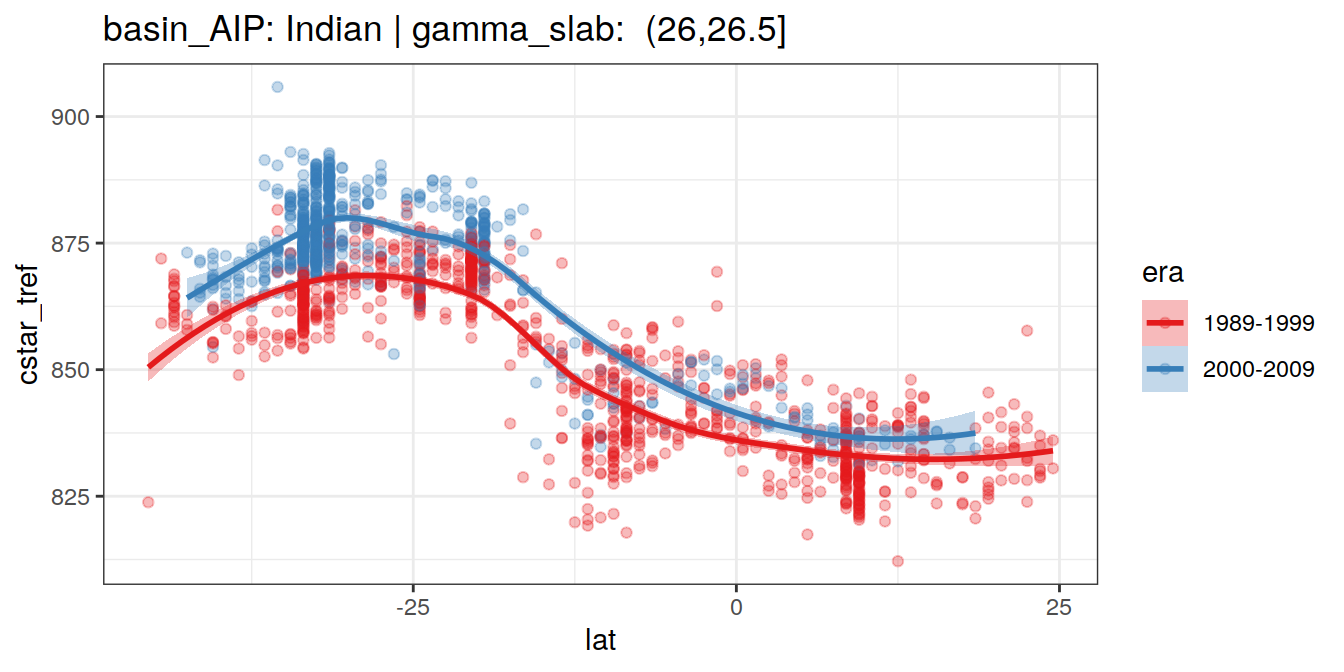 basin_AIP: Indian | gamma_slab:  (26,26.5]
900
875
850
825
cstar_tref
-25
0
25
lat
era
1989-1999
2000-2009